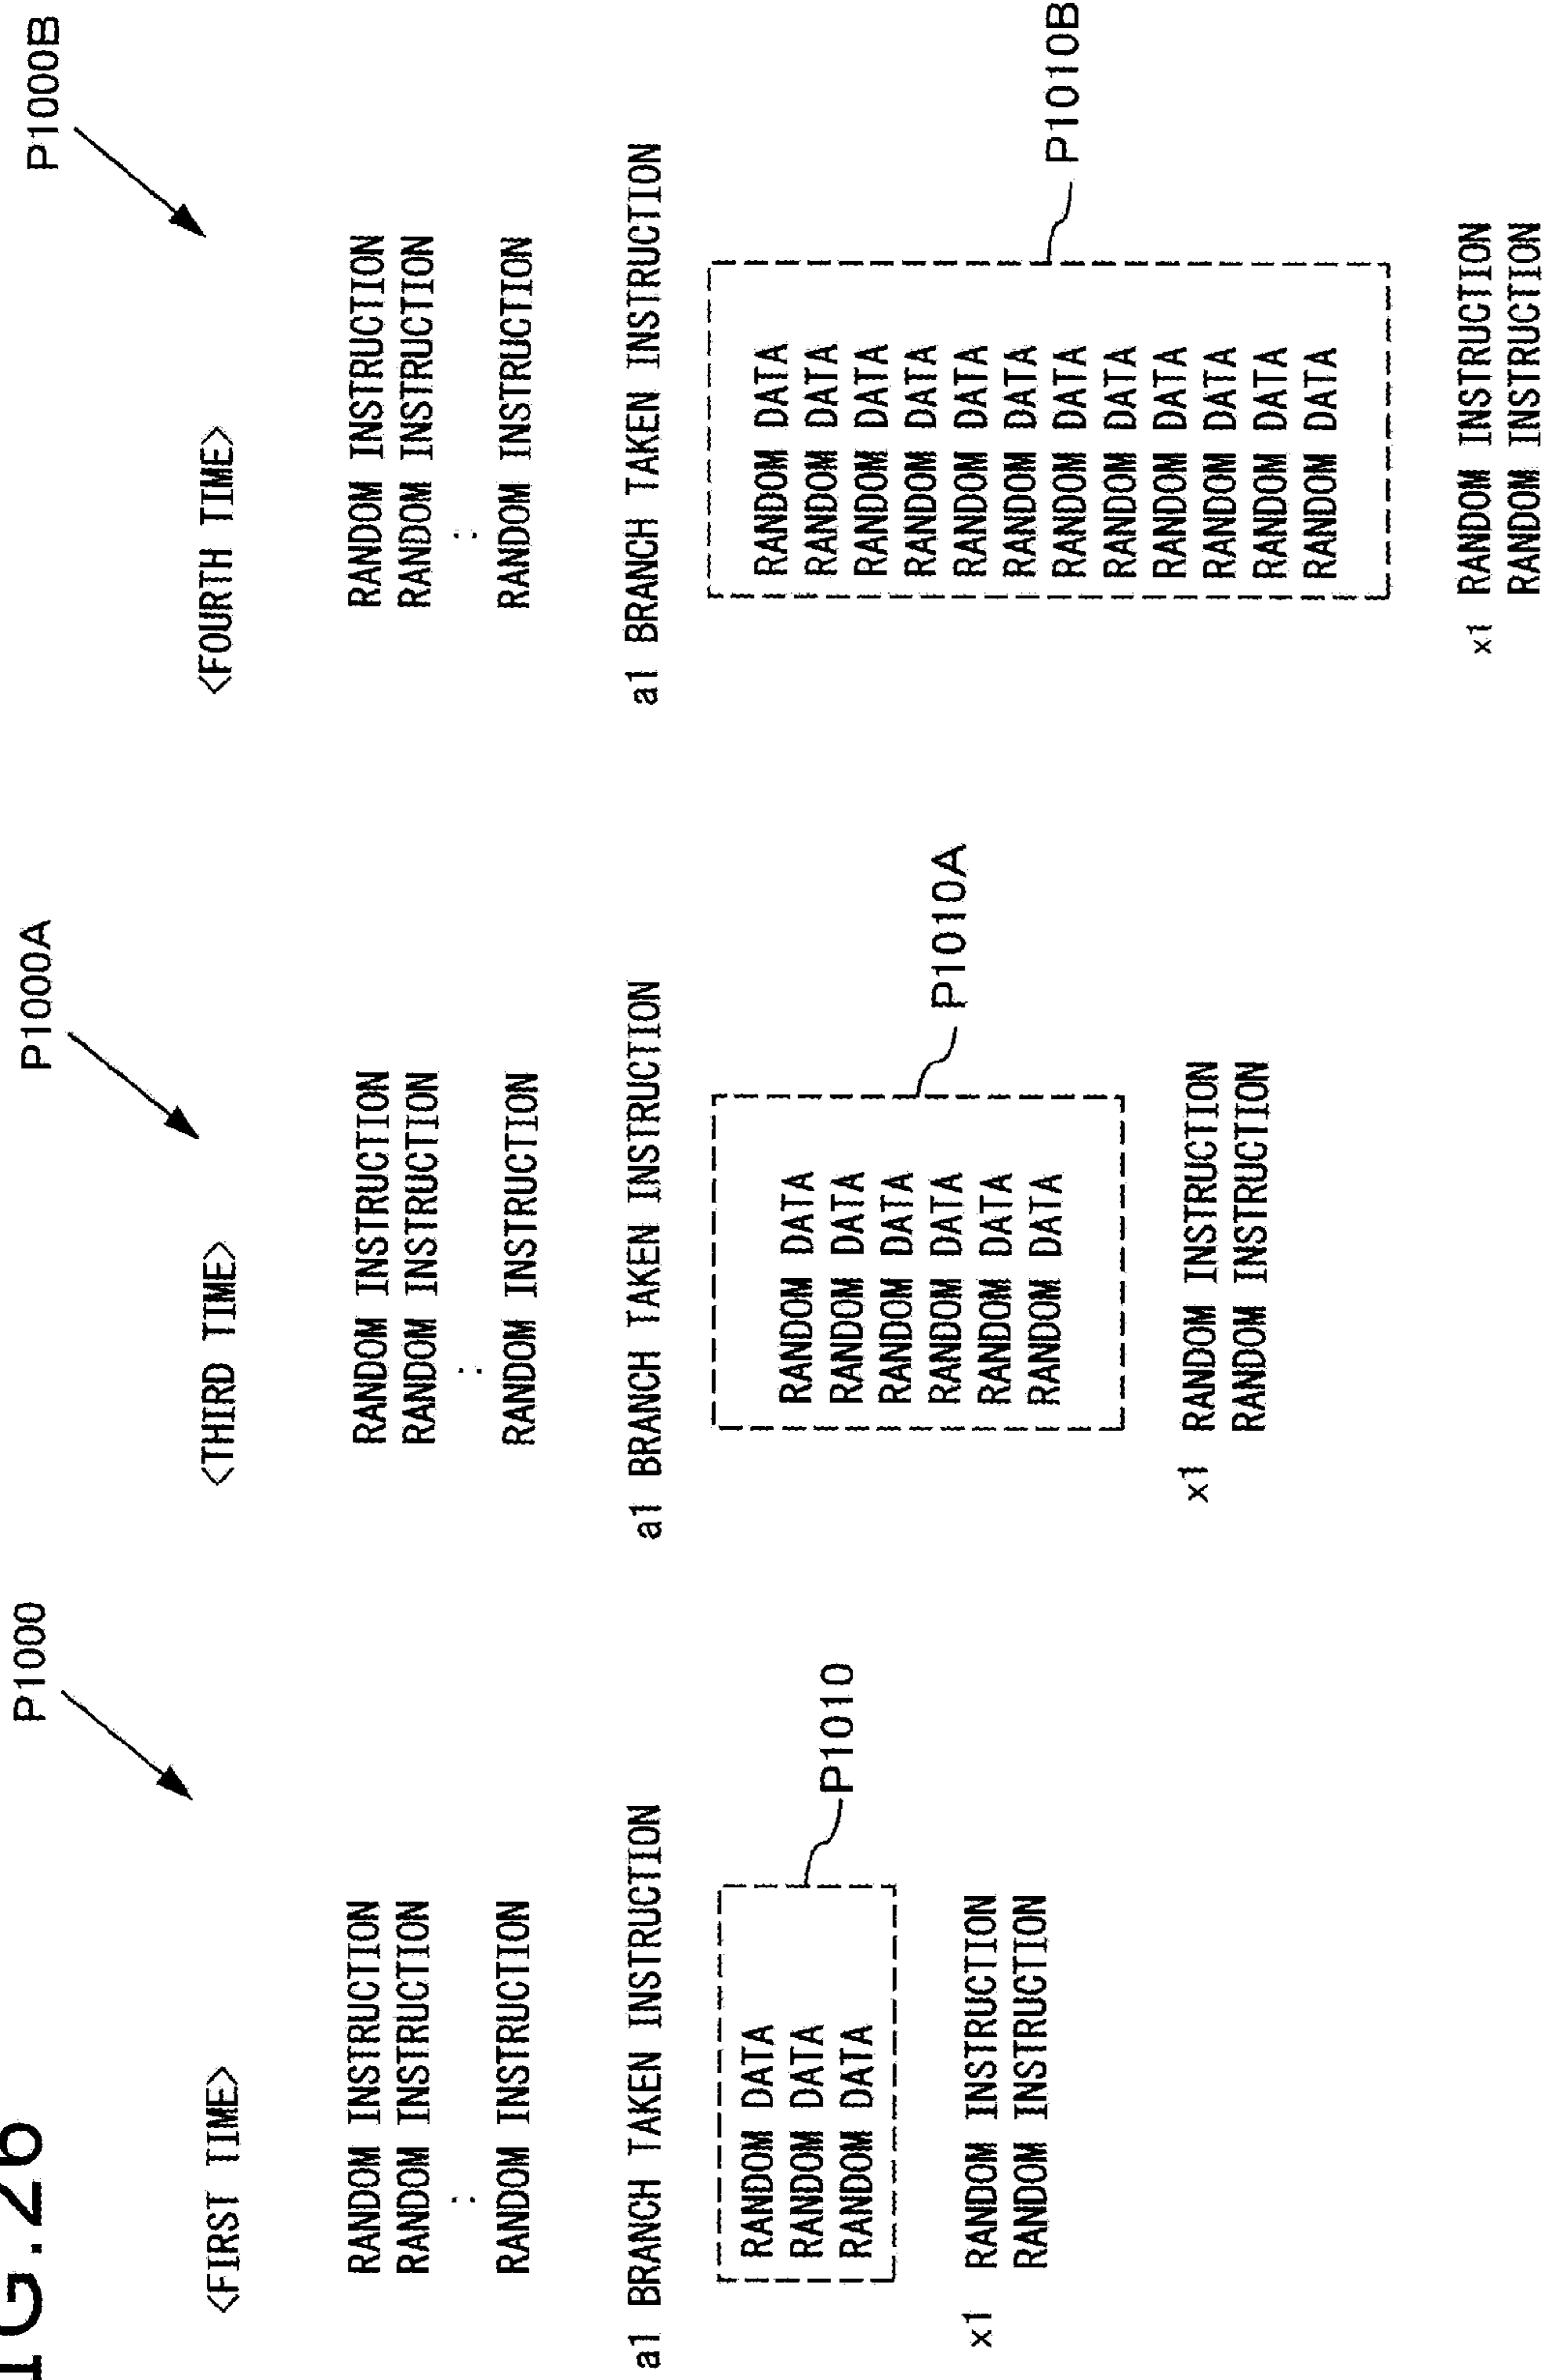 IG.26
P1000
<FIRST TIME>
RANDOM INSTRUCTION
RANDOM INSTRUCTION
:
RANDOM INSTRUCTION
a1 BRANCH TAKEN INSTRUCTION
RANDOM DATA
RANDOM DATA
RANDOM DATA
P1010
x1 RANDOM INSTRUCTION
RANDOM INSTRUCTION
P1000A
<THIRD TIME>
RANDOM INSTRUCTION
RANDOM INSTRUCTION
:
RANDOM INSTRUCTION
a1 BRANCH TAKEN INSTRUCTION
RANDOM DATA
RANDOM DATA
RANDOM DATA
RANDOM DATA
RANDOM DATA
RANDOM DATA
P1010A
x1 RANDOM INSTRUCTION
RANDOM INSTRUCTION
P1000B
<FOURTH TIME>
RANDOM INSTRUCTION
RANDOM INSTRUCTION
:
RANDOM INSTRUCTION
a1 BRANCH TAKEN INSTRUCTION
RANDOM DATA
RANDOM DATA
RANDOM DATA
RANDOM DATA
RANDOM DATA
RANDOM DATA
RANDOM DATA
RANDOM DATA
RANDOM DATA
RANDOM DATA
RANDOM DATA
RANDOM DATA
P1010B
x1 RANDOM INSTRUCTION
RANDOM INSTRUCTION